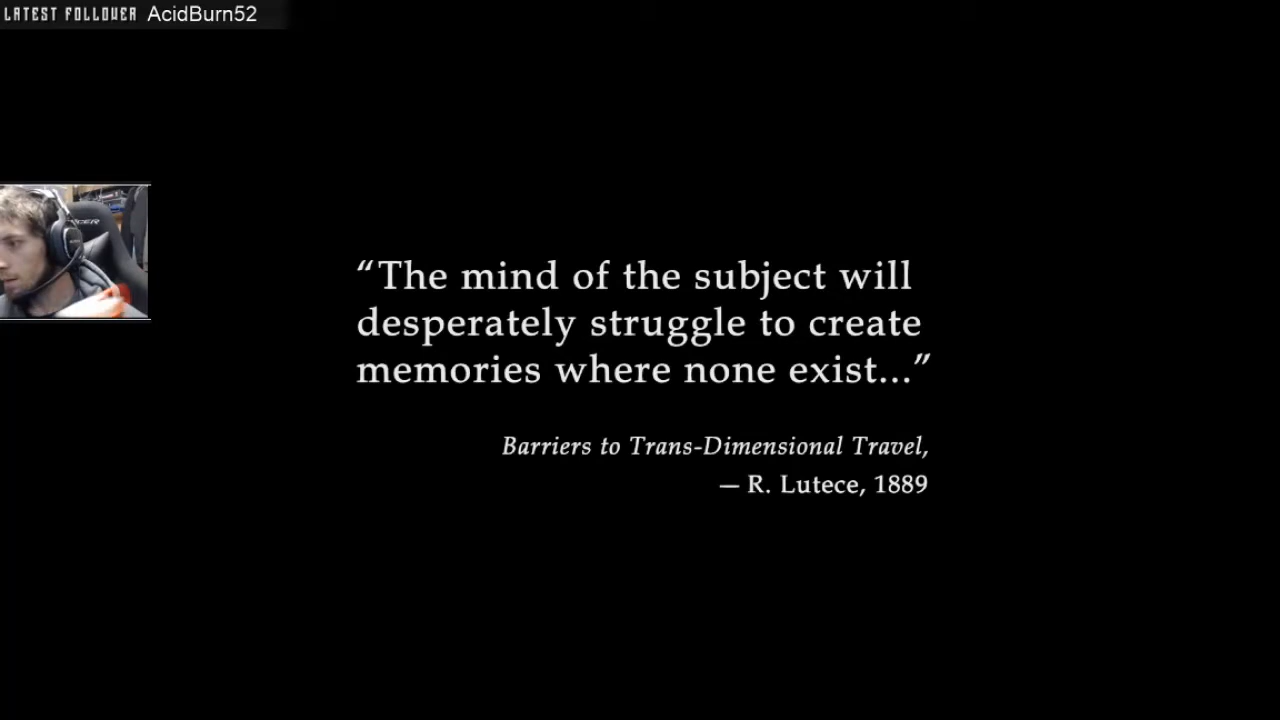 LATEST FOLLOWER AcidBurn52
“The mind of the subject will
desperately struggle to create
memories where none exist...”
Barriers to Trans-Dimensional Travel,
— R. Lutece, 1889